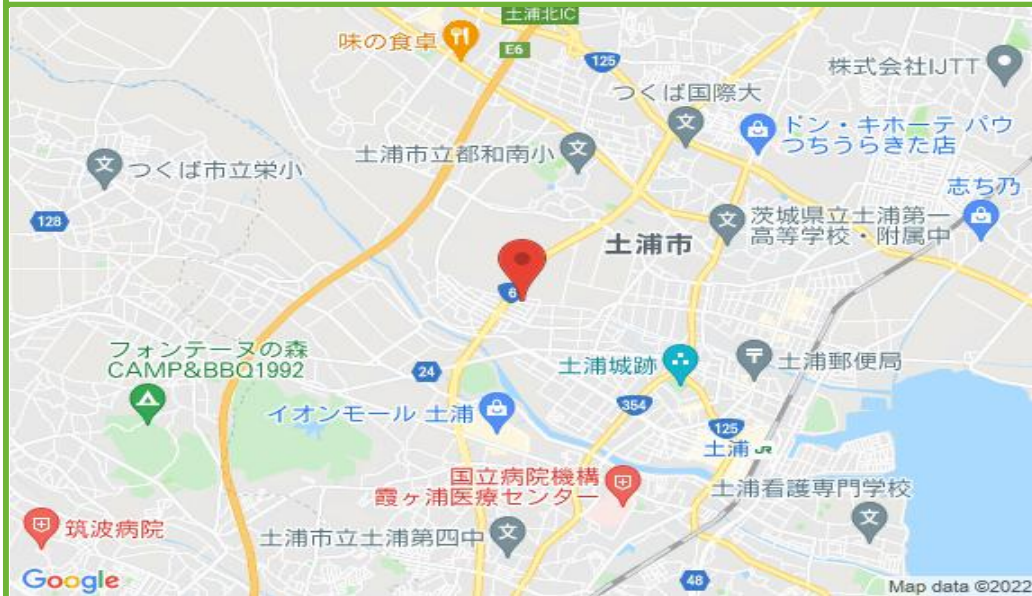 土浦北IC
味の食卓
E6
125
株式会社IJTT
つくば国際大
ドン・キホーテ パウ
つちうらきた店
土浦市立都和南小
つくば市立栄小
志ち乃
128
茨城県立土浦第一
高等学校・附属中
土浦市
6
フォンテーヌの森
CAMP&BBQ1992
24
土浦城跡
土浦郵便局
イオンモール 土浦
354
125
土浦 JR
国立病院機構
霞ヶ浦医療センター
土浦看護専門学校
筑波病院
土浦市立土浦第四中
文
48
Google
Map data ©2022